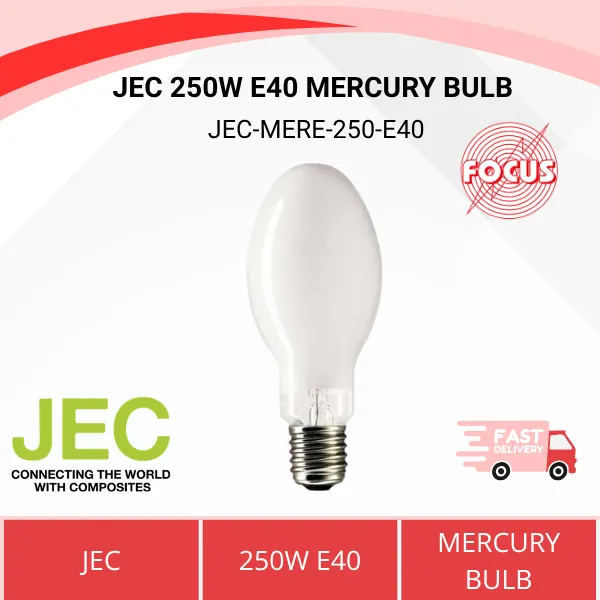 JEC 250W E40 MERCURY BULB
JEC-MERE-250-E40
FOCUS
JEC
CONNECTING THE WORLD
WITH COMPOSITES
FAST
DELIVERY
JEC
250W E40
MERCURY
BULB